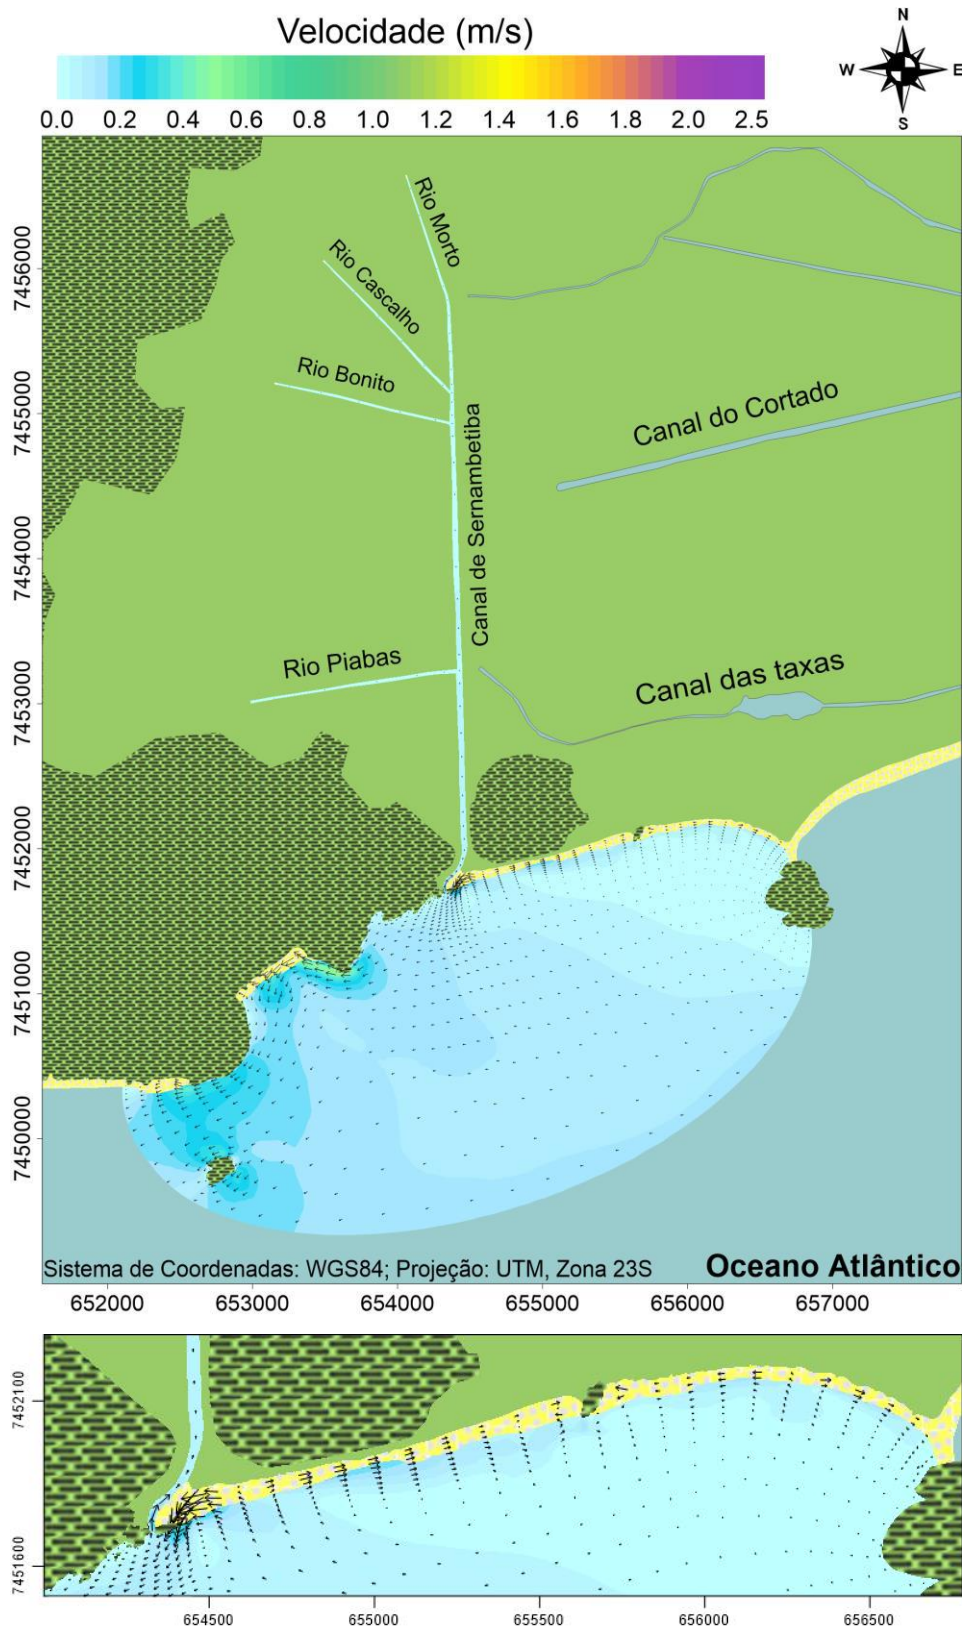 Velocidade (m/s)
N
W E
S
0.0 0.2 0.4 0.6 0.8 1.0 1.2 1.4 1.6 1.8 2.0 2.5
7456000
7455000
7454000
7453000
7452000
7451000
7450000
Rio Morto
Rio Cascalho
Rio Bonito
Canal do Cortado
Canal de Sernambetiba
Rio Piabas
Canal das taxas
Sistema de Coordenadas: WGS84; Projeção: UTM, Zona 23S
Oceano Atlântico
652000 653000 654000 655000 656000 657000
7452100
7451600
654500 655000 655500 656000 656500